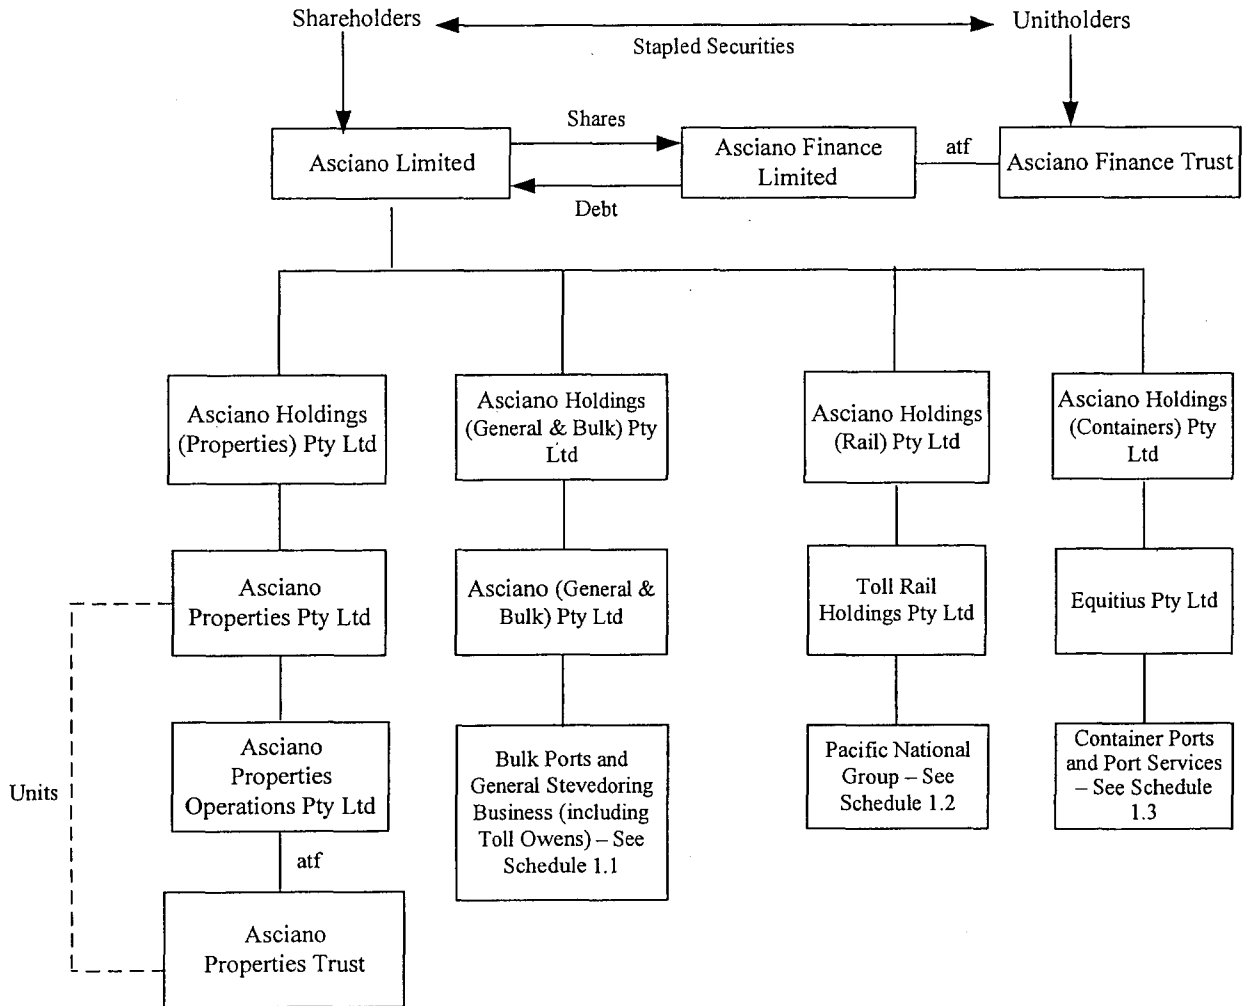 Shareholders
Unitholders
Stapled Securities
Shares
Asciano Limited
Asciano Finance
Limited
atf
Asciano Finance Trust
Debt
Asciano Holdings
(Properties) Pty Ltd
Asciano Holdings
(General & Bulk) Pty
Ltd
Asciano Holdings
(Rail) Pty Ltd
Asciano Holdings
(Containers) Pty
Ltd
Asciano
Properties Pty Ltd
Asciano (General &
Bulk) Pty Ltd
Toll Rail
Holdings Pty Ltd
Equitius Pty Ltd
Asciano
Properties
Operations Pty Ltd
Bulk Ports and
General Stevedoring
Business (including
Toll Owens) – See
Schedule 1.1
Pacific National
Group – See
Schedule 1.2
Container Ports
and Port Services
– See Schedule
1.3
Units
atf
Asciano
Properties Trust